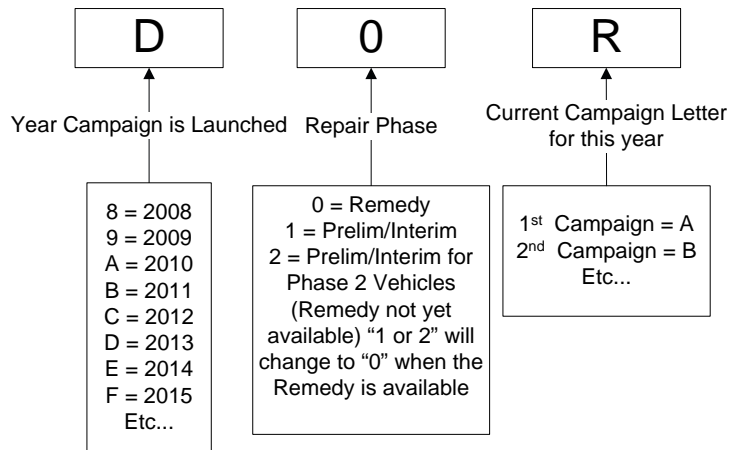 D
0
R
Year Campaign is Launched
Repair Phase
Current Campaign Letter
for this year
8 = 2008
9 = 2009
A = 2010
B = 2011
C = 2012
D = 2013
E = 2014
F = 2015
Etc...
0 = Remedy
1 = Prelim/Interim
2 = Prelim/Interim for
Phase 2 Vehicles
(Remedy not yet
available) “1 or 2” will
change to “0” when the
Remedy is available
1st Campaign = A
2nd Campaign = B
Etc...